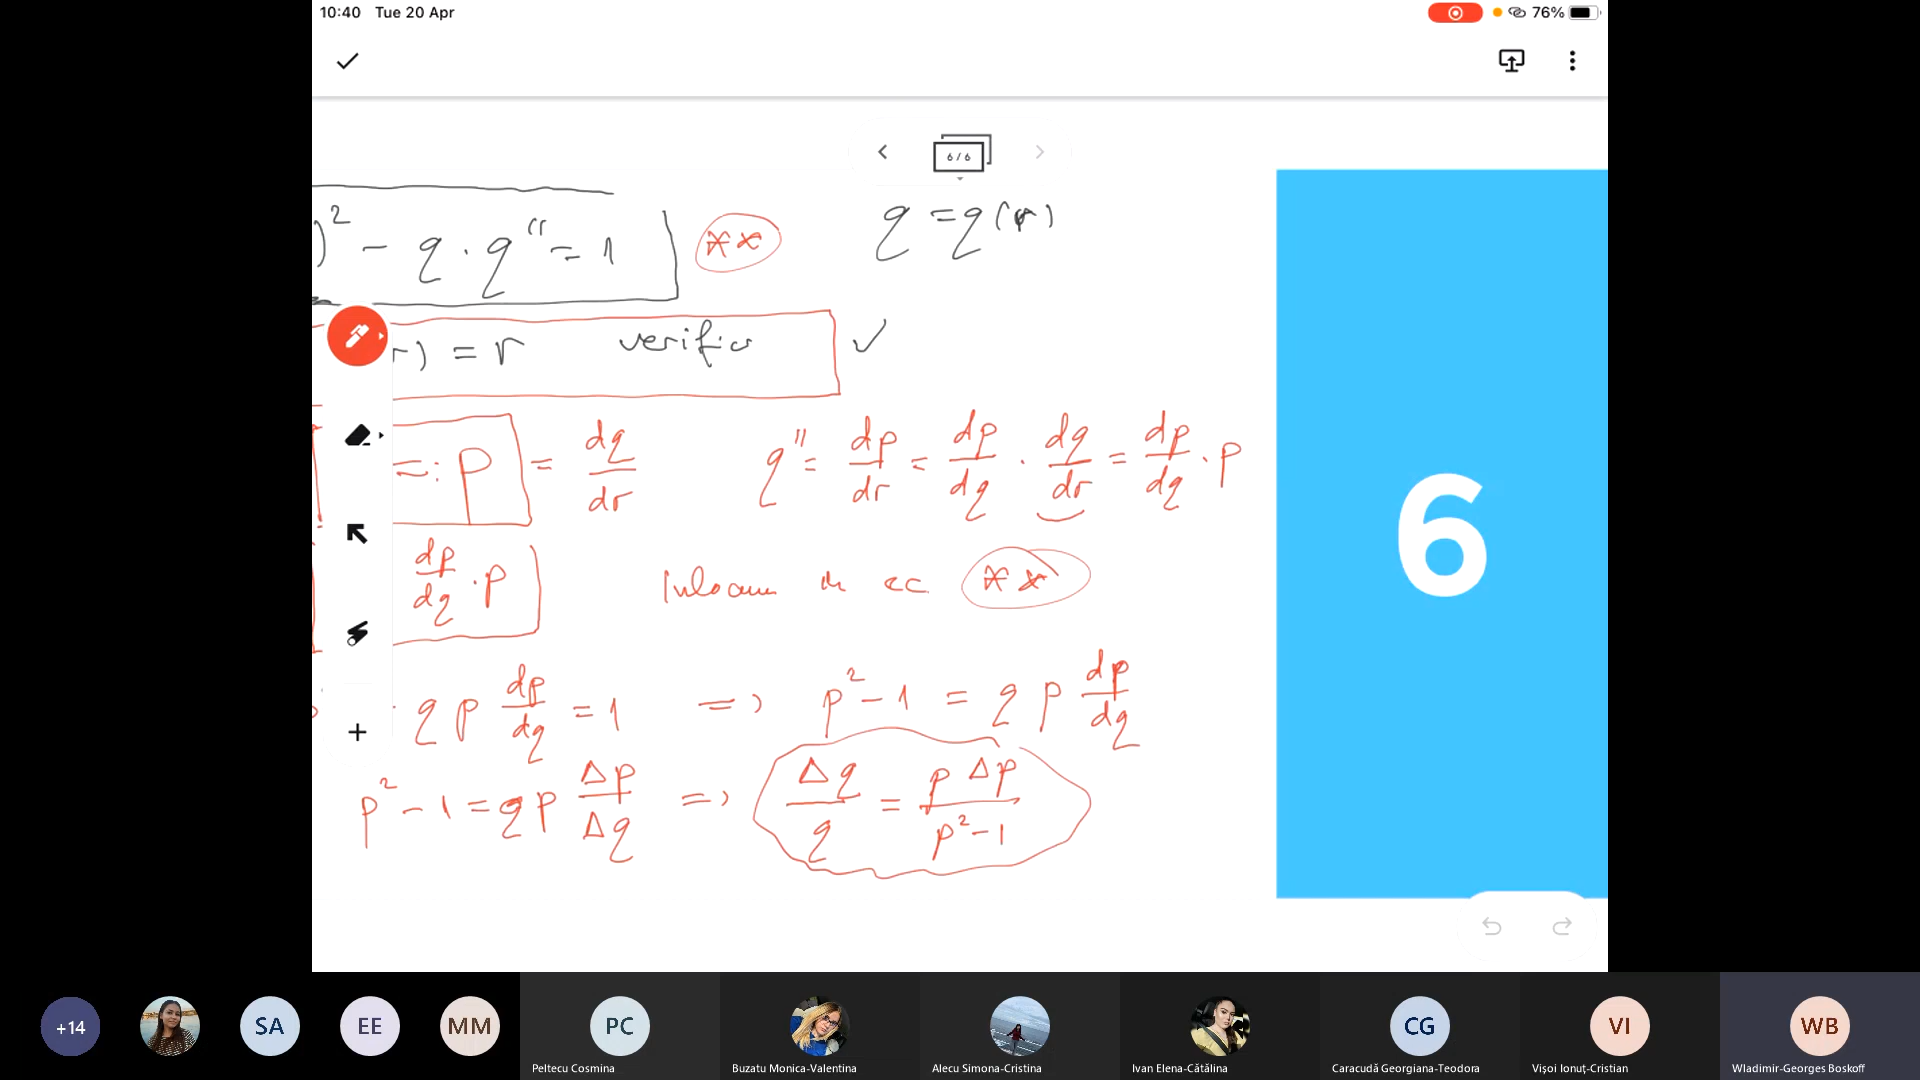 10:40 Tue 20 Apr 76%
6/6
)² - q · q'' = 1 ** q = q(r)
r) = r verifică ✓
=: p = dq/dr q'' = dp/dr = dp/dq · dq/dr = dp/dq · p
dp/dq · p Înlocuim în ec **
q p dp/dq = 1 => p² - 1 = q p dp/dq
p² - 1 = q p Δp/Δq => Δq/q = p Δp/p² - 1
6
+14 SA EE MM PC CG VI WB
Peltecu Cosmina Buzatu Monica-Valentina Alecu Simona-Cristina Ivan Elena-Cătălina Caracudă Georgiana-Teodora Vișoi Ionuț-Cristian Wladimir-Georges Boskoff